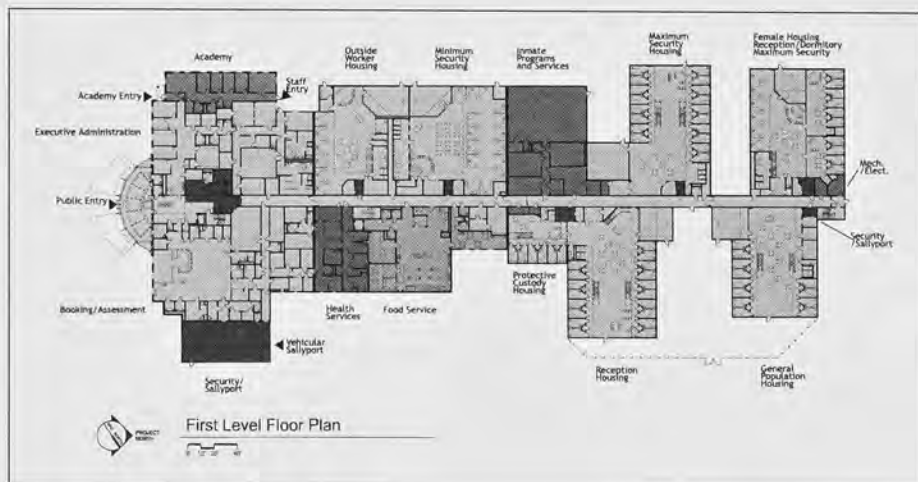 Academy
Outside
Worker
Housing
Minimum
Security
Housing
Inmate
Programs
and Services
Maximum
Security
Housing
Female Housing
Reception/Dormitory
Maximum Security
Staff
Entry
Academy Entry
Executive Administration
Public Entry
Mech.
/Elect.
Security
/Sallyport
Protective
Custody
Housing
Booking/Assessment
Health
Services
Food Service
Vehicular
Sallyport
Security/
Sallyport
Reception
Housing
General
Population
Housing
PROJECT
NORTH
First Level Floor Plan